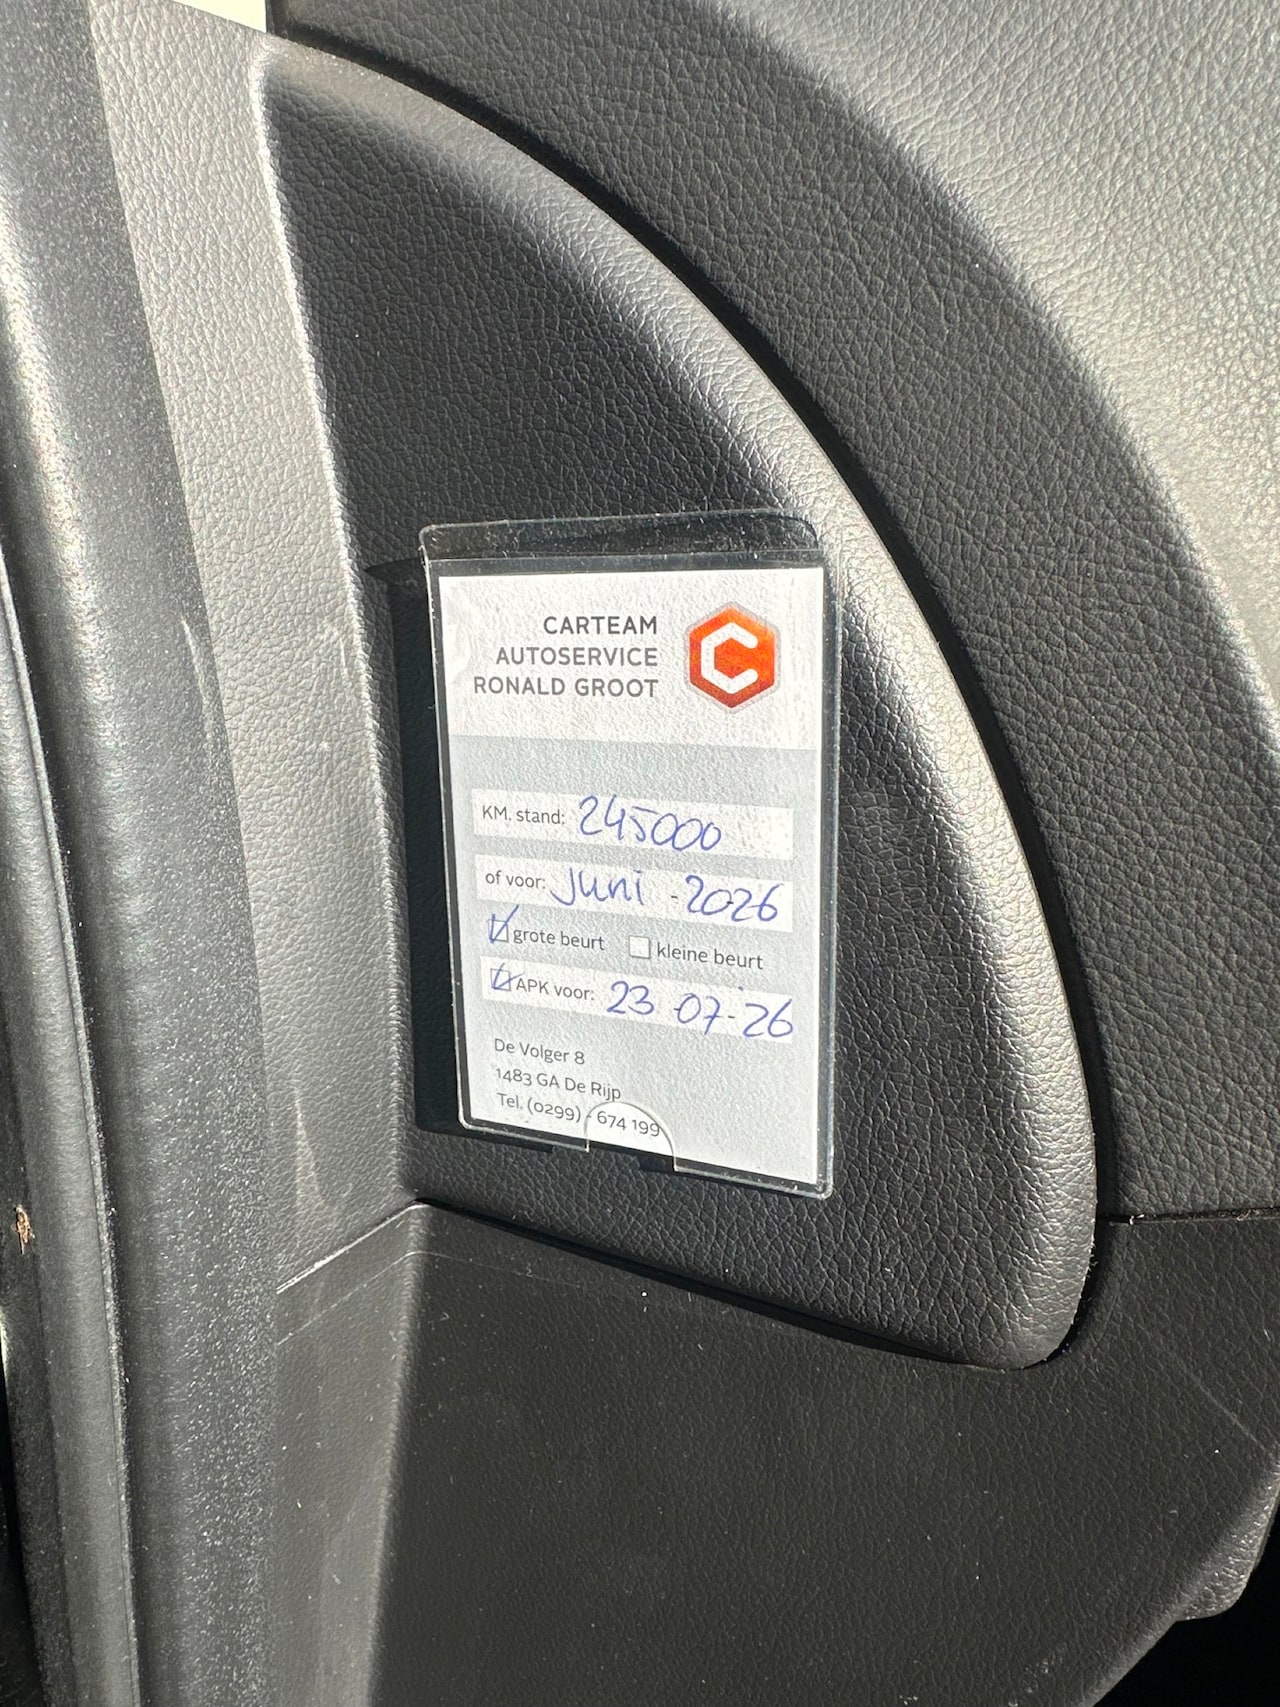 CARTEAM
AUTOSERVICE
RONALD GROOT
KM. stand: 245000
of voor: Juni - 2026
grote beurt kleine beurt
APK voor: 23-07-26
De Volger 8
1483 GA De Rijp
Tel. (0299) - 674 199